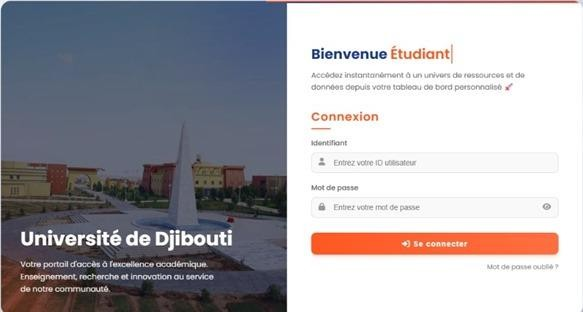 Université de Djibouti
Votre portail d'accès à l'excellence académique.
Enseignement, recherche et innovation au service
de notre communauté.
Bienvenue Étudiant
Accédez instantanément à un univers de ressources et de
données depuis votre tableau de bord personnalisé 🚀
Connexion
Identifiant
Entrez votre ID utilisateur
Mot de passe
Entrez votre mot de passe
Se connecter
Mot de passe oublié ?